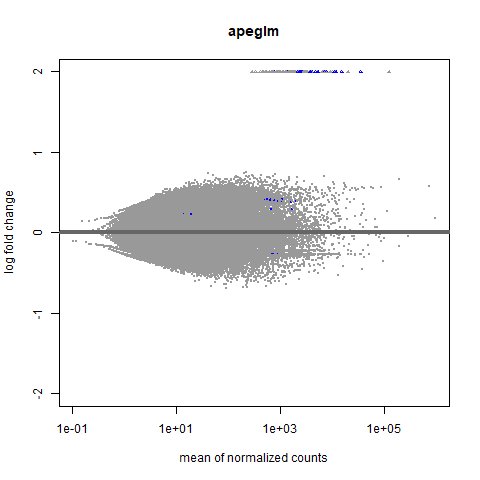 apeglm
log fold change
2
1
0
-1
-2
1e-01
1e+01
1e+03
1e+05
mean of normalized counts